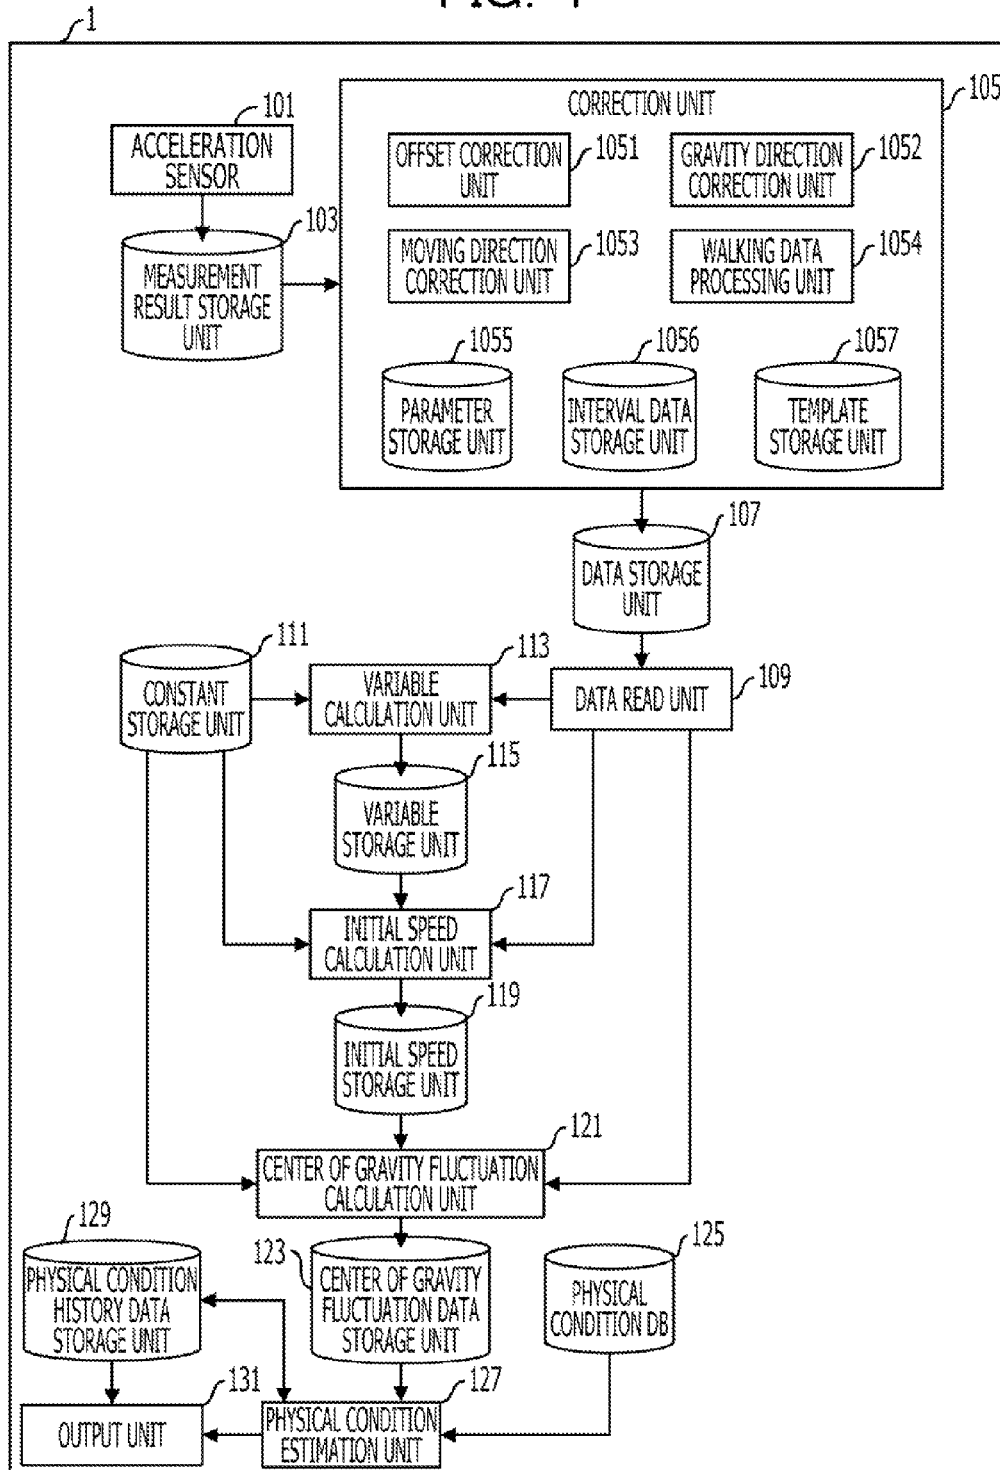 1
101
ACCELERATION
SENSOR
103
MEASUREMENT
RESULT STORAGE
UNIT
105
CORRECTION UNIT
OFFSET CORRECTION
UNIT
1051
GRAVITY DIRECTION
CORRECTION UNIT
1052
MOVING DIRECTION
CORRECTION UNIT
1053
WALKING DATA
PROCESSING UNIT
1054
1055
PARAMETER
STORAGE UNIT
1056
INTERVAL DATA
STORAGE UNIT
1057
TEMPLATE
STORAGE UNIT
107
DATA STORAGE
UNIT
111
CONSTANT
STORAGE UNIT
113
VARIABLE
CALCULATION UNIT
DATA READ UNIT
109
115
VARIABLE
STORAGE UNIT
117
INITIAL SPEED
CALCULATION UNIT
119
INITIAL SPEED
STORAGE UNIT
121
CENTER OF GRAVITY FLUCTUATION
CALCULATION UNIT
129
PHYSICAL CONDITION
HISTORY DATA
STORAGE UNIT
123
CENTER OF GRAVITY
FLUCTUATION DATA
STORAGE UNIT
125
PHYSICAL
CONDITION DB
131
OUTPUT UNIT
127
PHYSICAL CONDITION
ESTIMATION UNIT